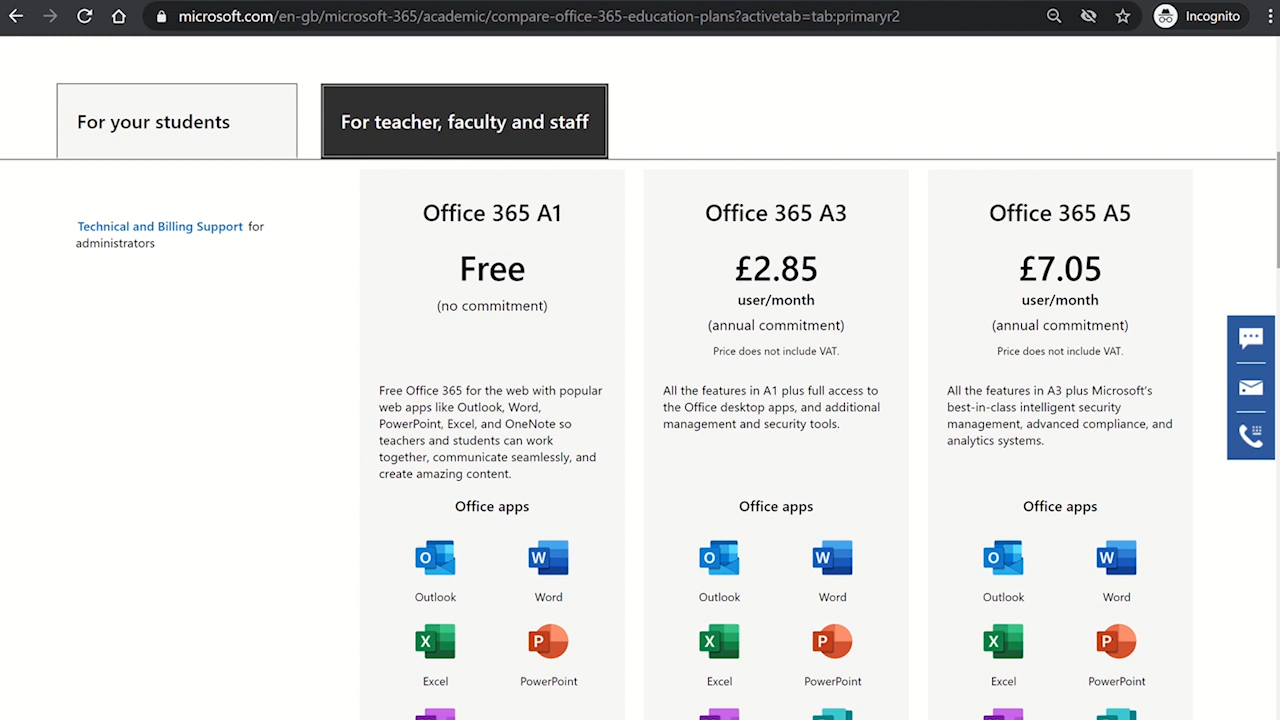 microsoft.com/en-gb/microsoft-365/academic/compare-office-365-education-plans?activetab=tab:primaryr2
Incognito
For your students
For teacher, faculty and staff
Technical and Billing Support for
administrators
Office 365 A1
Free
(no commitment)
Free Office 365 for the web with popular
web apps like Outlook, Word,
PowerPoint, Excel, and OneNote so
teachers and students can work
together, communicate seamlessly, and
create amazing content.
Office apps
O
W
Outlook
Word
X
P
Excel
PowerPoint
Office 365 A3
£2.85
user/month
(annual commitment)
Price does not include VAT.
All the features in A1 plus full access to
the Office desktop apps, and additional
management and security tools.
Office apps
O
W
Outlook
Word
X
P
Excel
PowerPoint
Office 365 A5
£7.05
user/month
(annual commitment)
Price does not include VAT.
All the features in A3 plus Microsoft's
best-in-class intelligent security
management, advanced compliance, and
analytics systems.
Office apps
O
W
Outlook
Word
X
P
Excel
PowerPoint